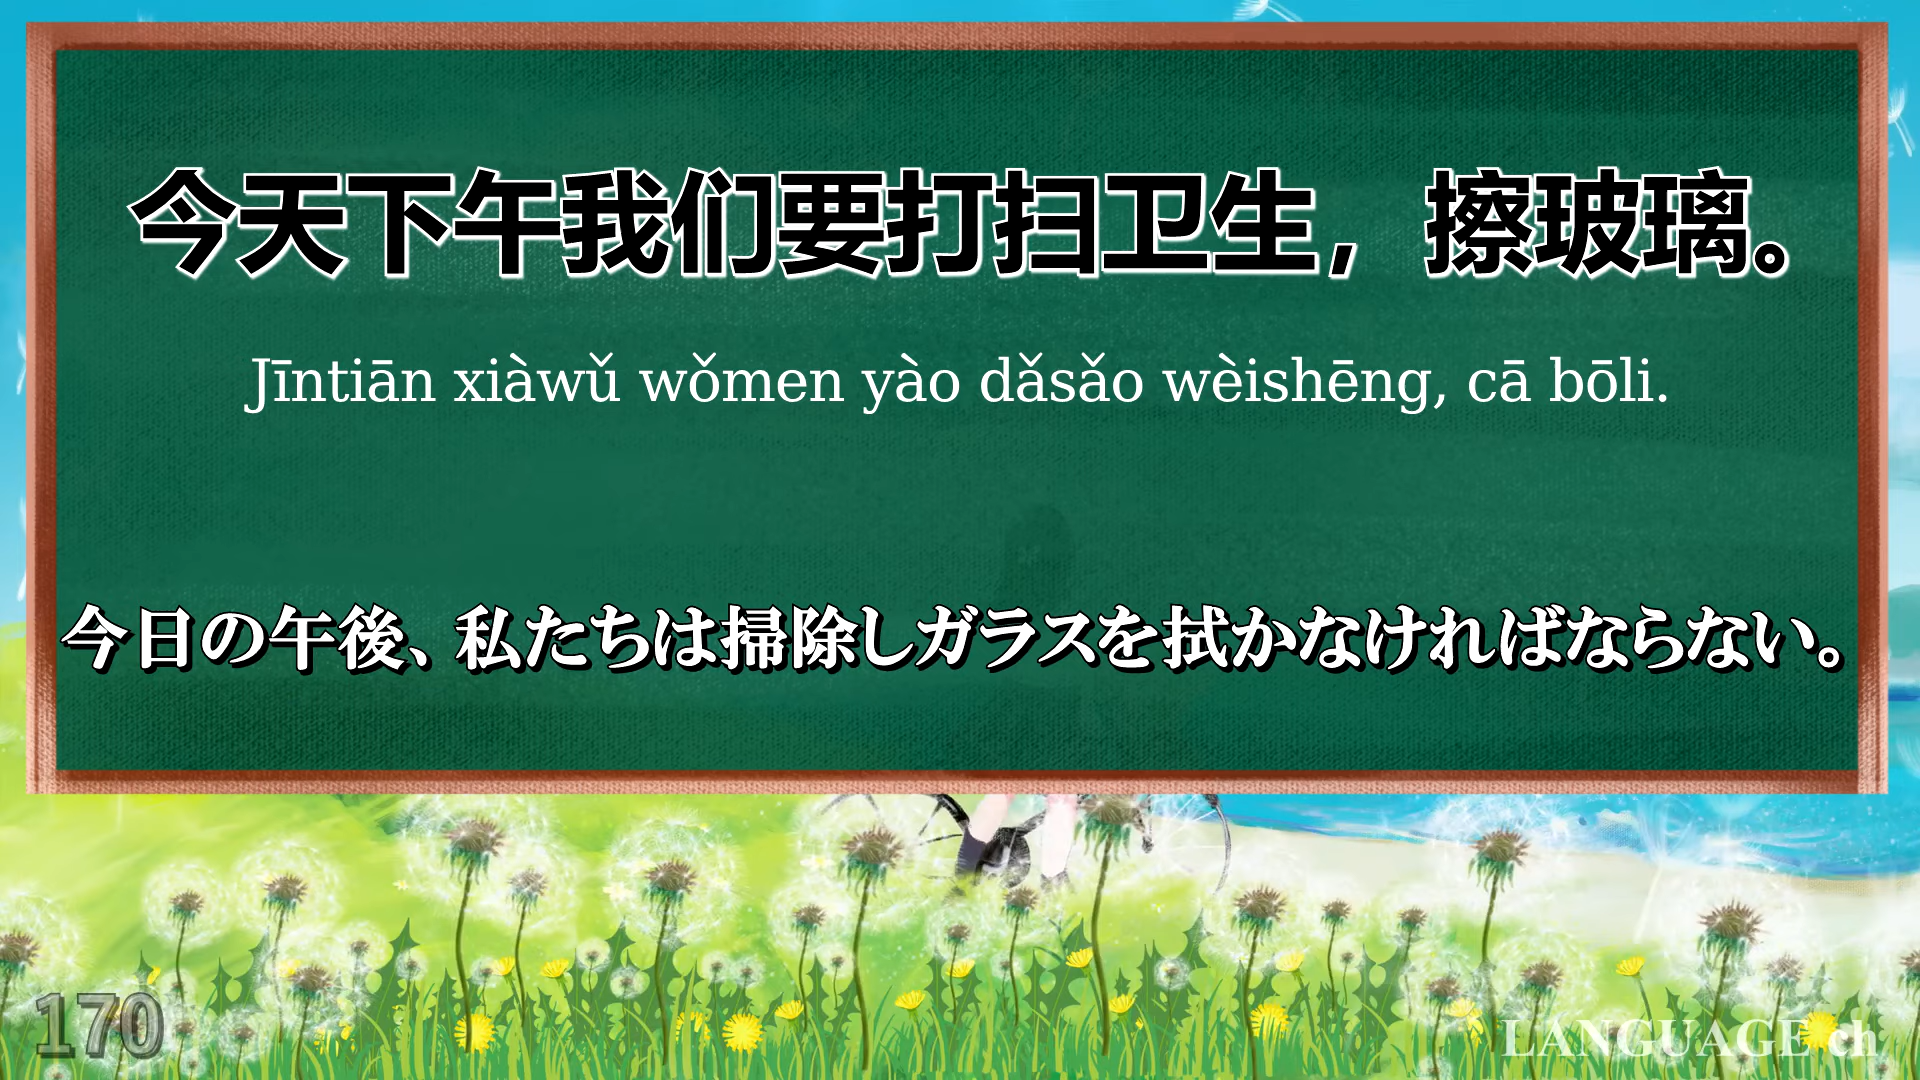 今天下午我们要打扫卫生，擦玻璃。
Jīntiān xiàwǔ wǒmen yào dǎsǎo wèishēng, cā bōli.
今日の午後、私たちは掃除しガラスを拭かなければならない。
170
LANGUAGE ch